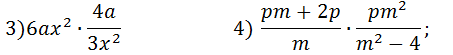 3)6ax² · 4a/3x²    4) (pm + 2p)/m · pm²/(m² − 4);